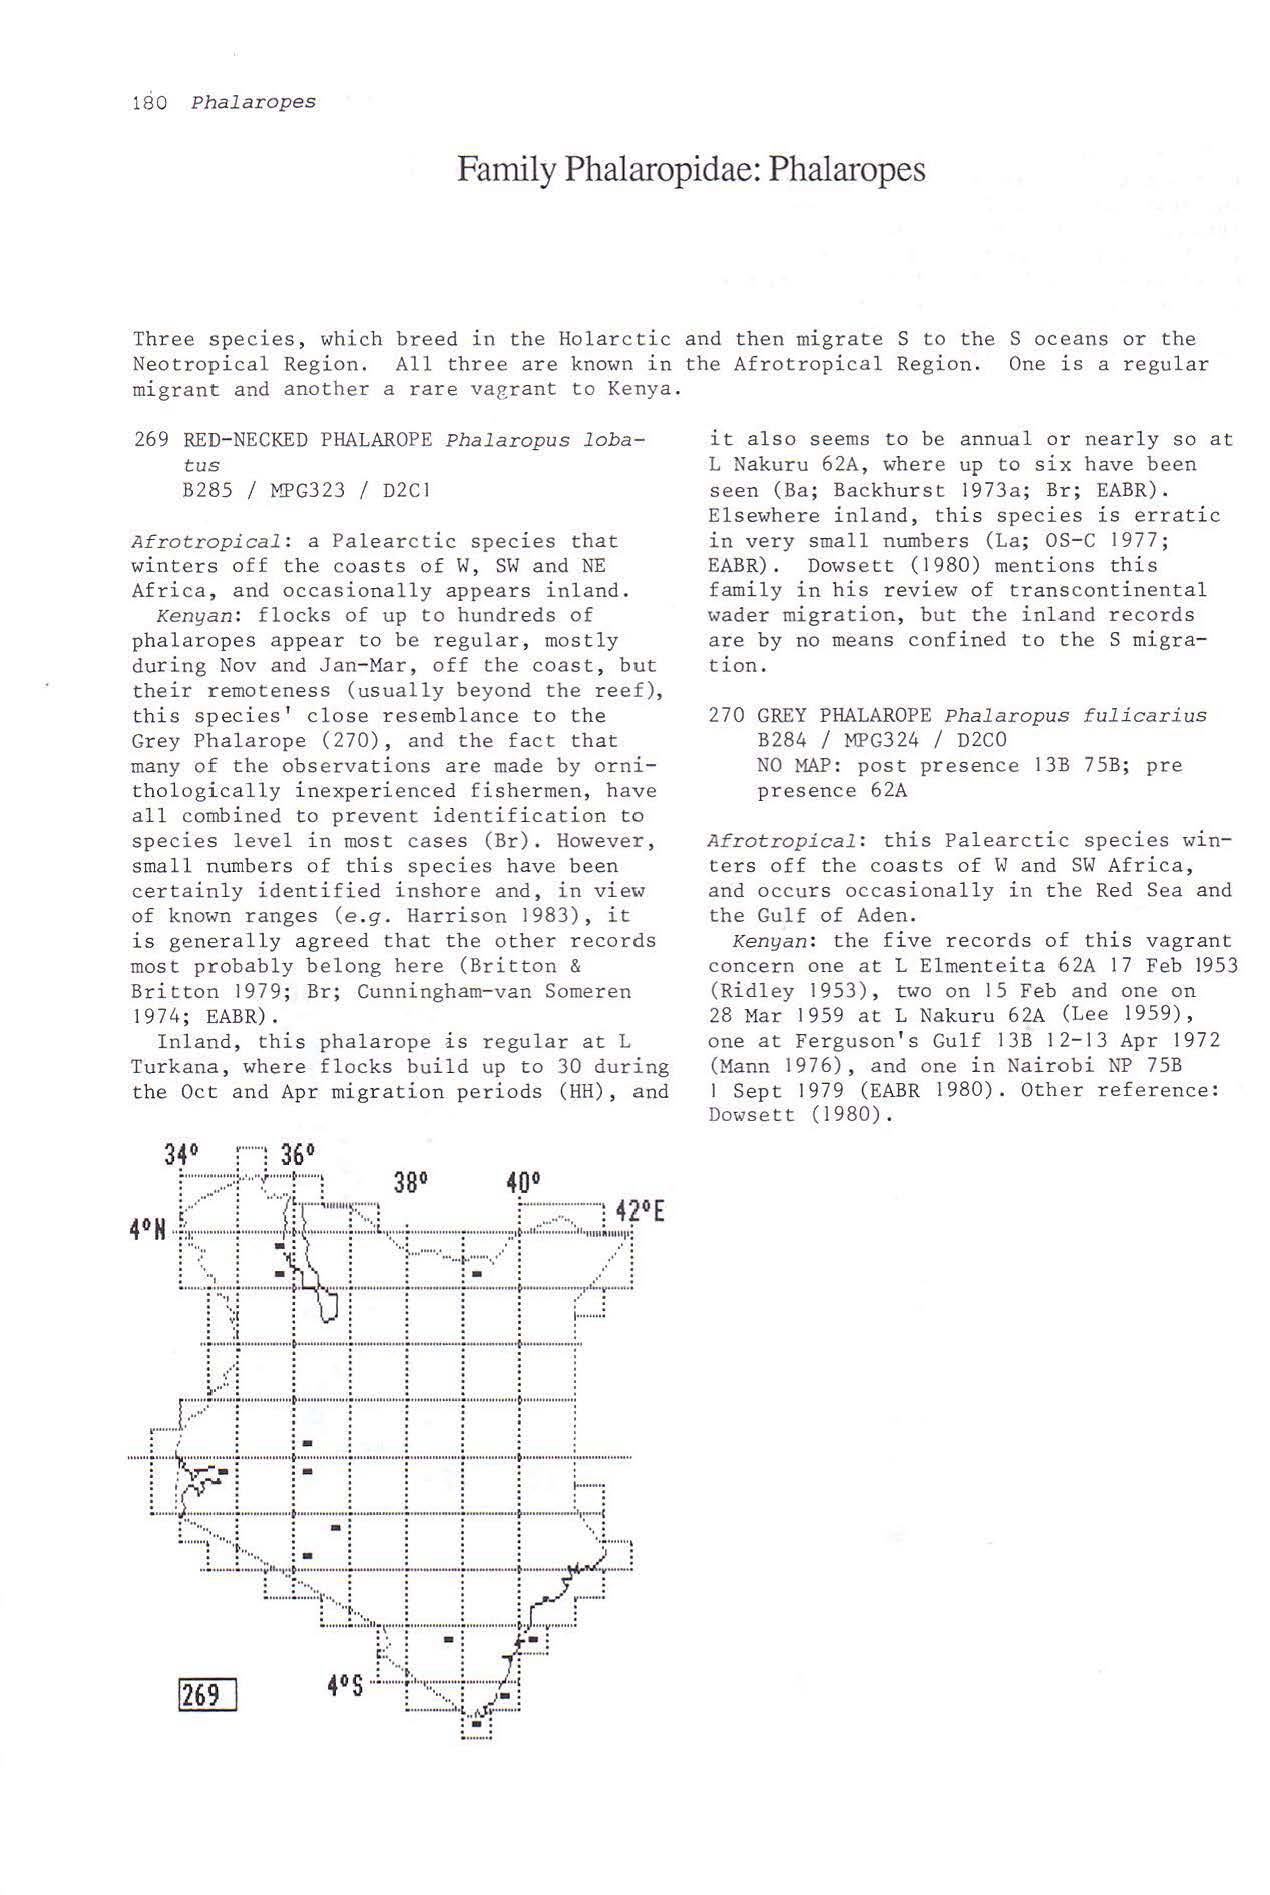 180 Phalaropes
Family Phalaropidae: Phalaropes
Three species, which breed in the Holarctic and then migrate S to the S oceans or the
Neotropical Region. All three are known in the Afrotropical Region. One is a regular
migrant and another a rare vagrant to Kenya.
269 RED-NECKED PHALAROPE Phalaropus loba-
tus
B285 / MPG323 / D2C1
Afrotropical: a Palearctic species that
winters off the coasts of W, SW and NE
Africa, and occasionally appears inland.
Kenyan: flocks of up to hundreds of
phalaropes appear to be regular, mostly
during Nov and Jan-Mar, off the coast, but
their remoteness (usually beyond the reef),
this species' close resemblance to the
Grey Phalarope (270), and the fact that
many of the observations are made by orni-
thologically inexperienced fishermen, have
all combined to prevent identification to
species level in most cases (Br). However,
small numbers of this species have been
certainly identified inshore and, in view
of known ranges (e.g. Harrison 1983), it
is generally agreed that the other records
most probably belong here (Britton &
Britton 1979; Br; Cunningham-van Someren
1974; EABR).
Inland, this phalarope is regular at L
Turkana, where flocks build up to 30 during
the Oct and Apr migration periods (HH), and
it also seems to be annual or nearly so at
L Nakuru 62A, where up to six have been
seen (Ba; Backhurst 1973a; Br; EABR).
Elsewhere inland, this species is erratic
in very small numbers (La; OS-C 1977;
EABR). Dowsett (1980) mentions this
family in his review of transcontinental
wader migration, but the inland records
are by no means confined to the S migra-
tion.
270 GREY PHALAROPE Phalaropus fulicarius
B284 / MPG324 / D2C0
NO MAP: post presence 13B 75B; pre
presence 62A
Afrotropical: this Palearctic species win-
ters off the coasts of W and SW Africa,
and occurs occasionally in the Red Sea and
the Gulf of Aden.
Kenyan: the five records of this vagrant
concern one at L Elmenteita 62A 17 Feb 1953
(Ridley 1953), two on 15 Feb and one on
28 Mar 1959 at L Nakuru 62A (Lee 1959),
one at Ferguson's Gulf 13B 12-13 Apr 1972
(Mann 1976), and one in Nairobi NP 75B
1 Sept 1979 (EABR 1980). Other reference:
Dowsett (1980).
34° 36°
38° 40°
42°E
4°N
4°S
269